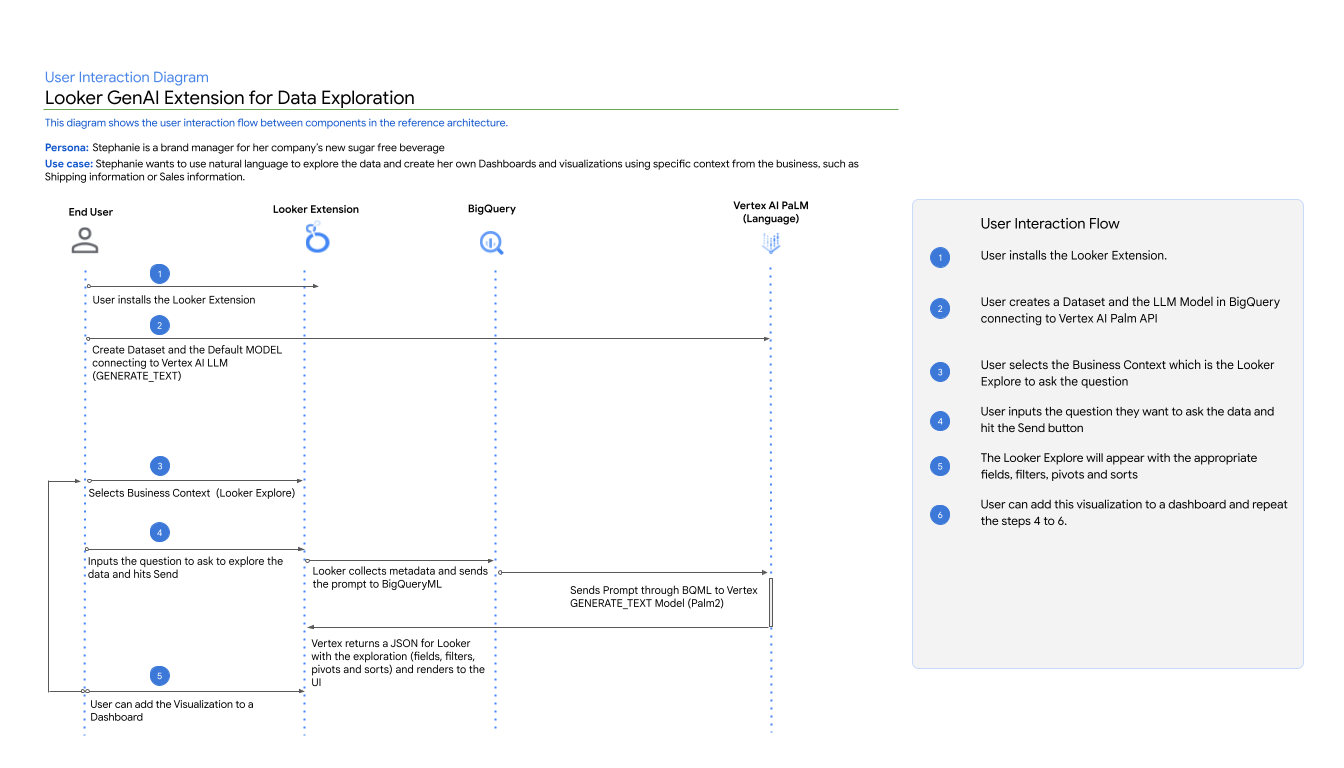 User Interaction Diagram
Looker GenAI Extension for Data Exploration
This diagram shows the user interaction flow between components in the reference architecture.
Persona: Stephanie is a brand manager for her company's new sugar free beverage
Use case: Stephanie wants to use natural language to explore the data and create her own Dashboards and visualizations using specific context from the business, such as
Shipping information or Sales information.
End User
Looker Extension
BigQuery
Vertex AI PaLM
(Language)
1
User installs the Looker Extension
2
Create Dataset and the Default MODEL
connecting to Vertex AI LLM
(GENERATE_TEXT)
3
Selects Business Context (Looker Explore)
4
Inputs the question to ask to explore the
data and hits Send
Looker collects metadata and sends
the prompt to BigQueryML
Sends Prompt through BQML to Vertex
GENERATE_TEXT Model (Palm2)
Vertex returns a JSON for Looker
with the exploration (fields, filters,
pivots and sorts) and renders to the
UI
5
User can add the Visualization to a
Dashboard
User Interaction Flow
1
User installs the Looker Extension.
2
User creates a Dataset and the LLM Model in BigQuery
connecting to Vertex AI Palm API
3
User selects the Business Context which is the Looker
Explore to ask the question
4
User inputs the question they want to ask the data and
hit the Send button
5
The Looker Explore will appear with the appropriate
fields, filters, pivots and sorts
6
User can add this visualization to a dashboard and repeat
the steps 4 to 6.